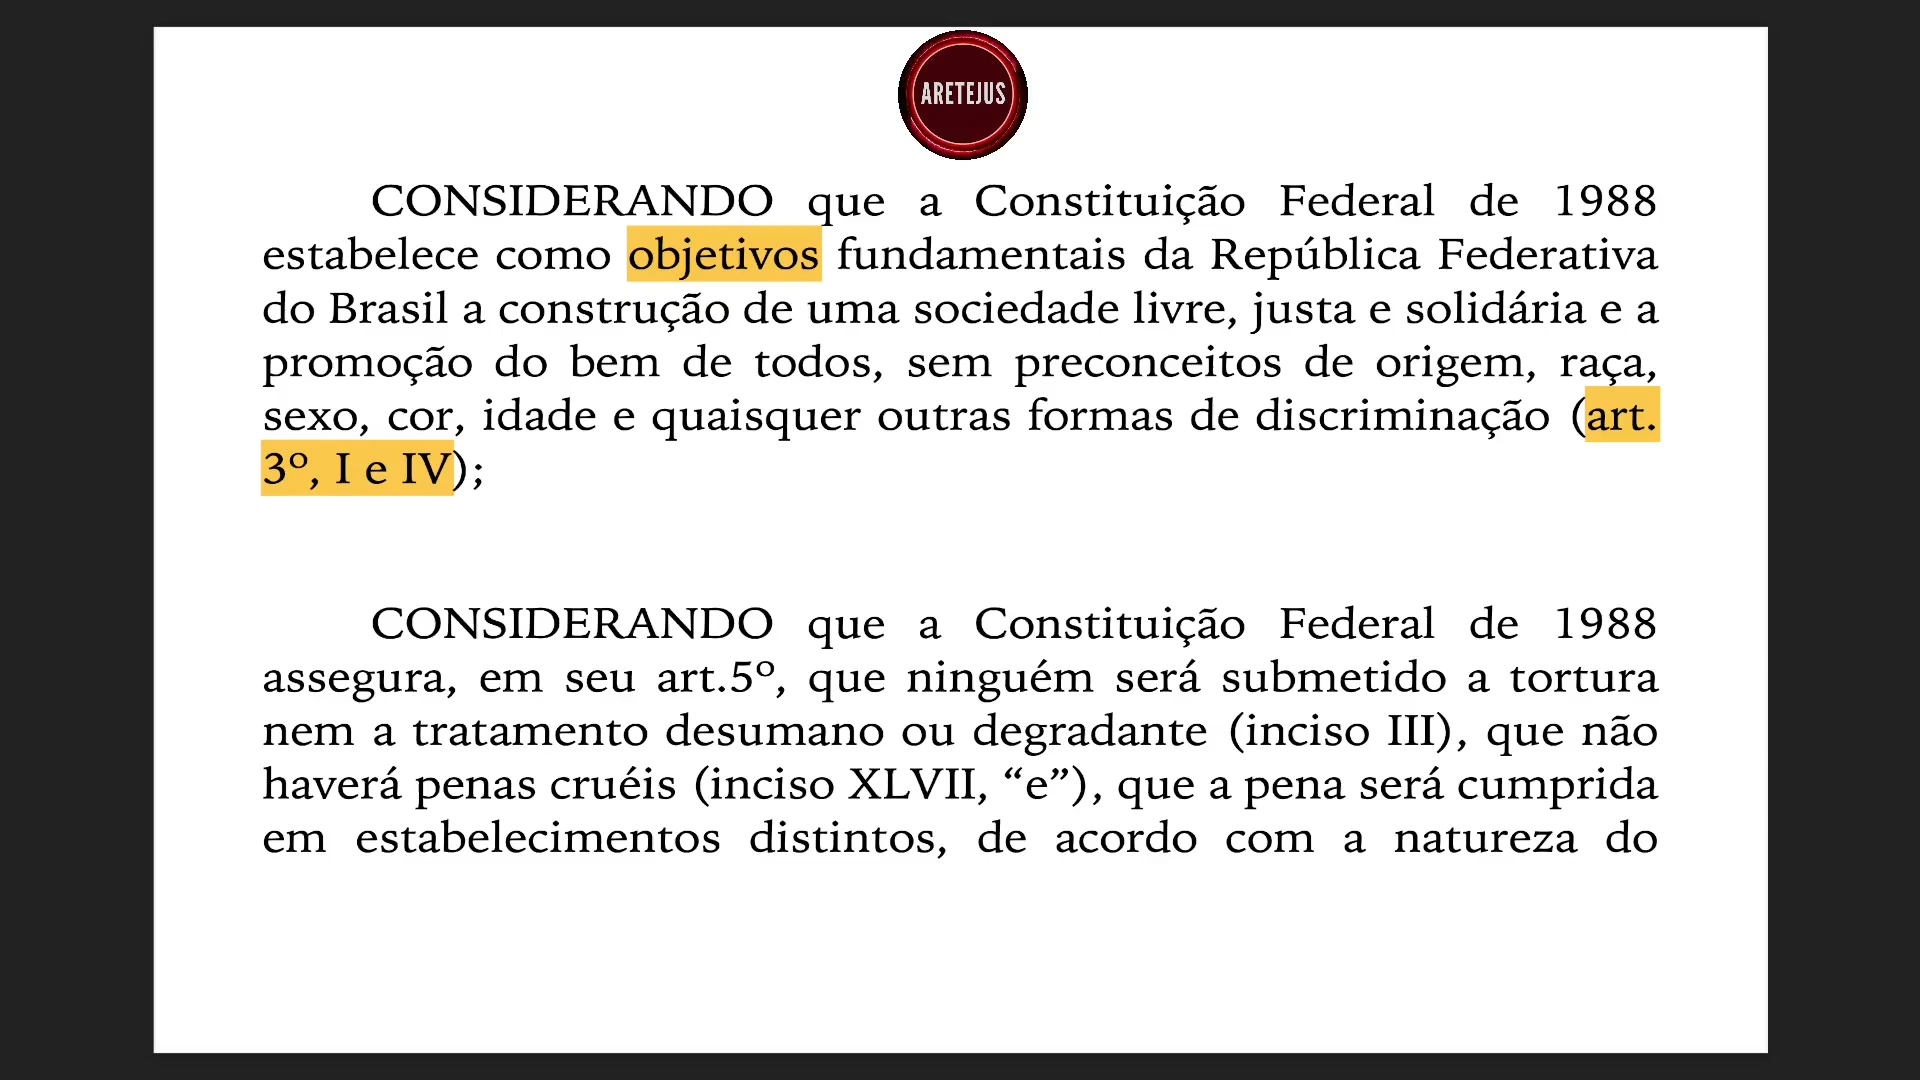 ARETEJUS
CONSIDERANDO que a Constituição Federal de 1988
estabelece como objetivos fundamentais da República Federativa
do Brasil a construção de uma sociedade livre, justa e solidária e a
promoção do bem de todos, sem preconceitos de origem, raça,
sexo, cor, idade e quaisquer outras formas de discriminação (art.
3º, I e IV);
CONSIDERANDO que a Constituição Federal de 1988
assegura, em seu art.5º, que ninguém será submetido a tortura
nem a tratamento desumano ou degradante (inciso III), que não
haverá penas cruéis (inciso XLVII, “e”), que a pena será cumprida
em estabelecimentos distintos, de acordo com a natureza do